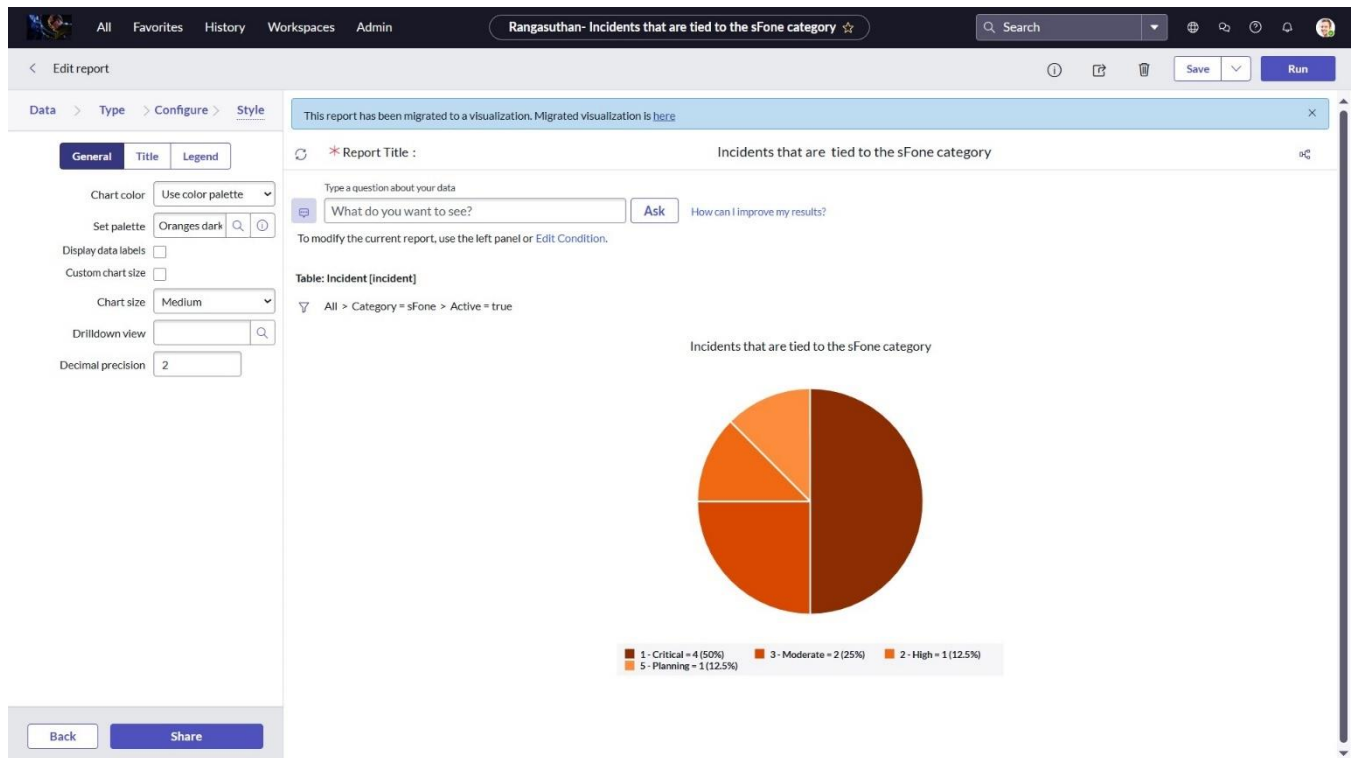 All Favorites History Workspaces Admin Rangasuthan- Incidents that are tied to the sFone category Search
Edit report Save Run
Data > Type > Configure > Style
This report has been migrated to a visualization. Migrated visualization is here
General Title Legend
* Report Title : Incidents that are tied to the sFone category
Chart color Use color palette
Set palette Oranges dark
Display data labels
Custom chart size
Chart size Medium
Drilldown view
Decimal precision 2
Type a question about your data
What do you want to see? Ask How can I improve my results?
To modify the current report, use the left panel or Edit Condition.
Table: Incident [incident]
All > Category = sFone > Active = true
Incidents that are tied to the sFone category
1 - Critical = 4 (50%) 3 - Moderate = 2 (25%) 2 - High = 1 (12.5%)
5 - Planning = 1 (12.5%)
Back Share